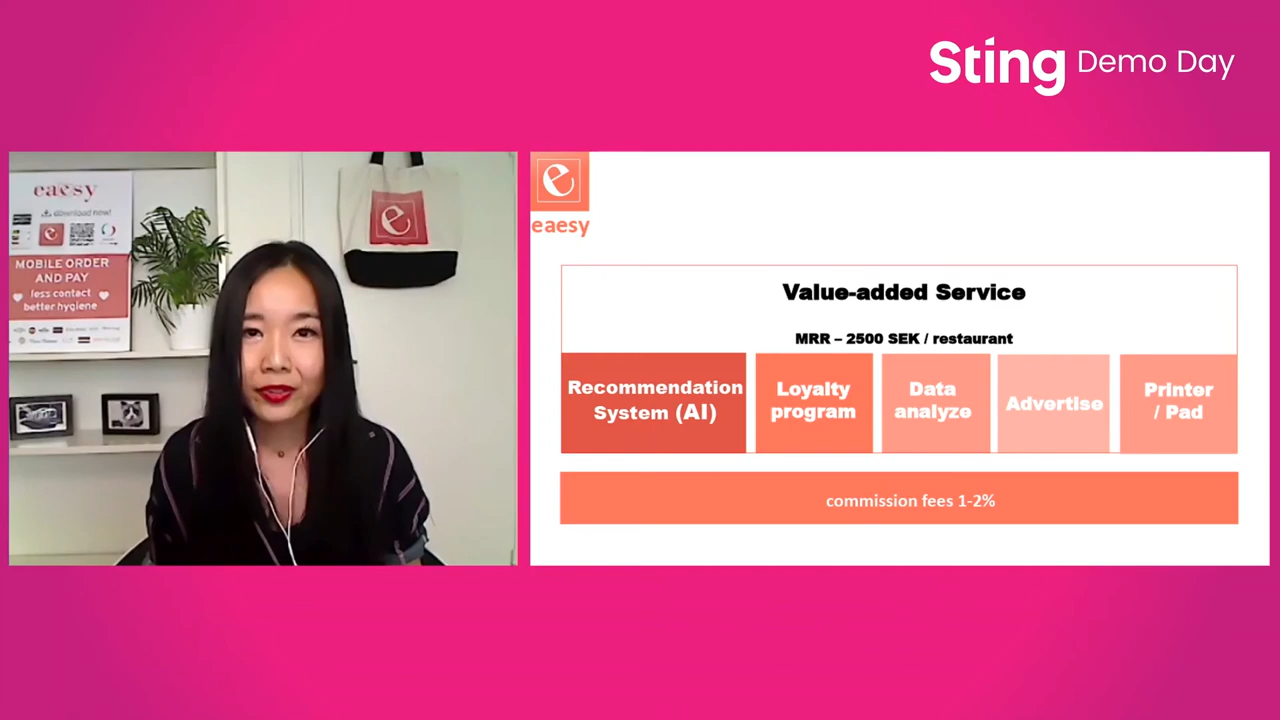 Sting Demo Day
eaesy
download now!
e
MOBILE ORDER
AND PAY
less contact
better hygiene
e
e
eaesy
Value-added Service
MRR – 2500 SEK / restaurant
Recommendation
System (AI)
Loyalty
program
Data
analyze
Advertise
Printer
/ Pad
commission fees 1-2%